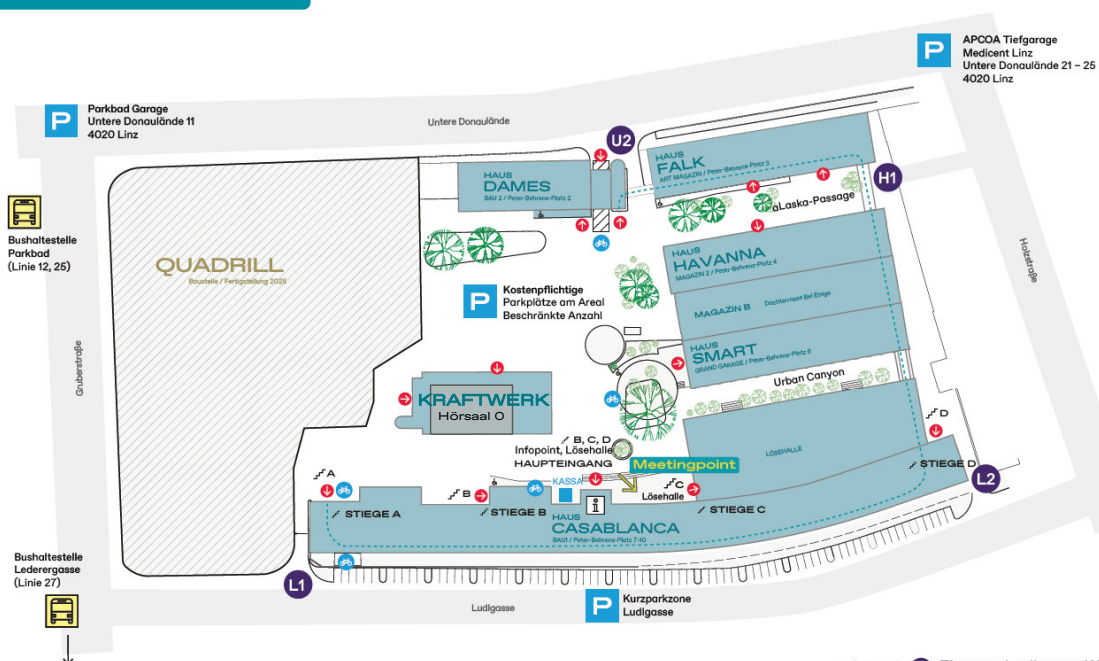 APCOA Tiefgarage
Medicent Linz
Untere Donaulände 21 – 25
4020 Linz
P
P
Parkbad Garage
Untere Donaulände 11
4020 Linz
Untere Donaulände
U2
HAUS
FALK
ART MAGAZIN / Peter-Behrens-Platz 3
H1
HAUS
DAMES
BAU 2 / Peter-Behrens-Platz 2
aLaska-Passage
Bushaltestelle
Parkbad
(Linie 12, 25)
QUADRILL
Baustelle / Fertigstellung 2025
HAUS
HAVANNA
MAGAZIN 2 / Peter-Behrens-Platz 4
Holzstraße
P
Kostenpflichtige
Parkplätze am Areal
Beschränkte Anzahl
MAGAZIN B
HAUS
SMART
GRAND GARAGE / Peter-Behrens-Platz 6
Gruberstraße
Urban Canyon
KRAFTWERK
Hörsaal O
B, C, D
Infopoint, Lösehalle
HAUPTEINGANG
Meetingpoint
LÖSEHALLE
D
A
B
KASSA
C
Lösehalle
STIEGE D
L2
STIEGE A
STIEGE B
i
STIEGE C
HAUS
CASABLANCA
BAU1 / Peter-Behrens-Platz 7-10
Bushaltestelle
Lederergasse
(Linie 27)
L1
Ludlgasse
P
Kurzparkzone
Ludlgasse